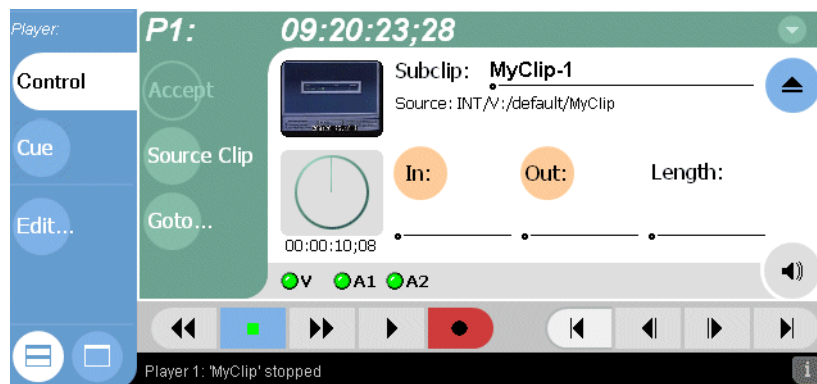 Player:
P1:
09:20:23;28
Control
Accept
Subclip: MyClip-1
Source: INT/V:/default/MyClip
Cue
Source Clip
In:
Out:
Length:
Edit...
Goto...
00:00:10;08
V
A1
A2
Player 1: 'MyClip' stopped
i